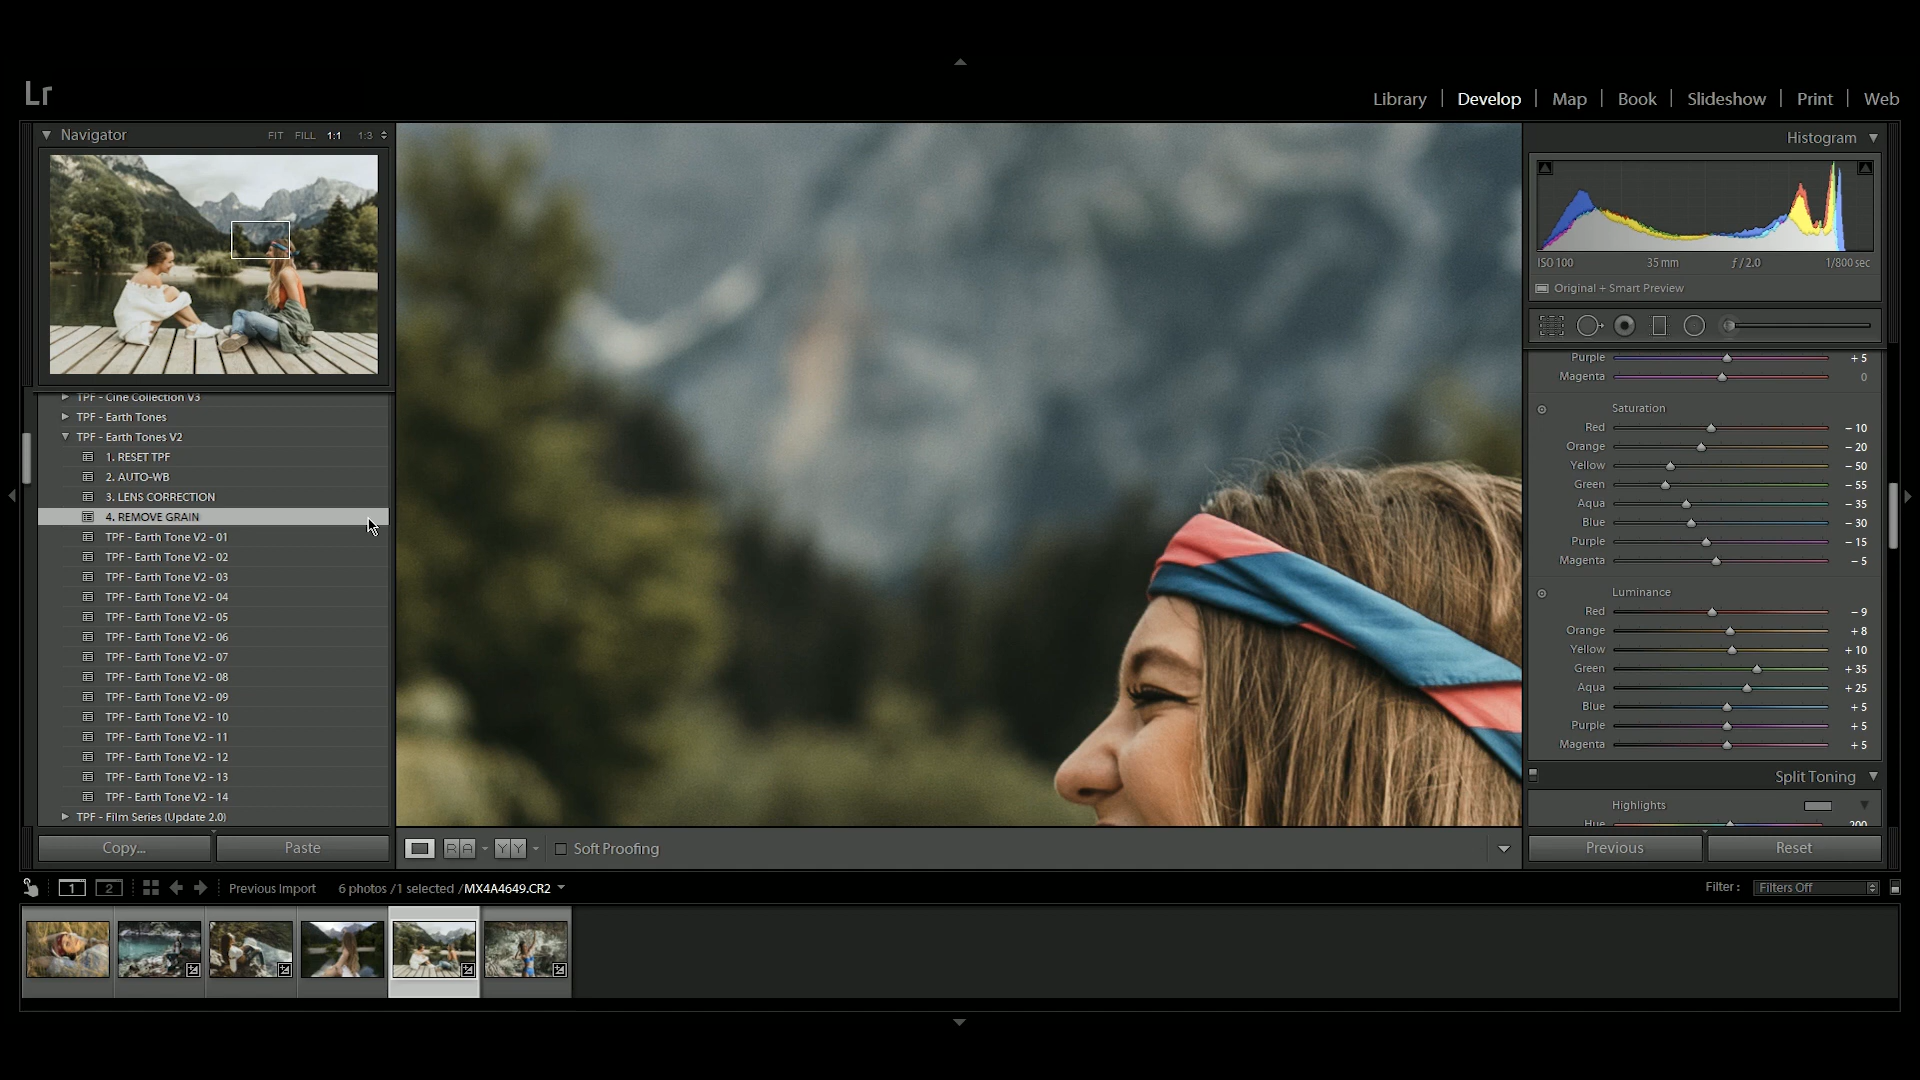 Lr
Library | Develop | Map | Book | Slideshow | Print | Web
Navigator FIT FILL 1:1 1:3
TPF - Cine Collection V3
TPF - Earth Tones
TPF - Earth Tones V2
1. RESET TPF
2. AUTO-WB
3. LENS CORRECTION
4. REMOVE GRAIN
TPF - Earth Tone V2 - 01
TPF - Earth Tone V2 - 02
TPF - Earth Tone V2 - 03
TPF - Earth Tone V2 - 04
TPF - Earth Tone V2 - 05
TPF - Earth Tone V2 - 06
TPF - Earth Tone V2 - 07
TPF - Earth Tone V2 - 08
TPF - Earth Tone V2 - 09
TPF - Earth Tone V2 - 10
TPF - Earth Tone V2 - 11
TPF - Earth Tone V2 - 12
TPF - Earth Tone V2 - 13
TPF - Earth Tone V2 - 14
TPF - Film Series (Update 2.0)
Copy... Paste
R A Y Y Soft Proofing
Histogram
ISO 100 35 mm ƒ / 2.0 1/800 sec
Original + Smart Preview
Purple + 5
Magenta 0
Saturation
Red - 10
Orange - 20
Yellow - 50
Green - 55
Aqua - 35
Blue - 30
Purple - 15
Magenta - 5
Luminance
Red - 9
Orange + 8
Yellow + 10
Green + 35
Aqua + 25
Blue + 5
Purple + 5
Magenta + 5
Split Toning
Highlights
Hue 200
Previous Reset
1 2 Previous Import 6 photos / 1 selected / MX4A4649.CR2
Filter : Filters Off